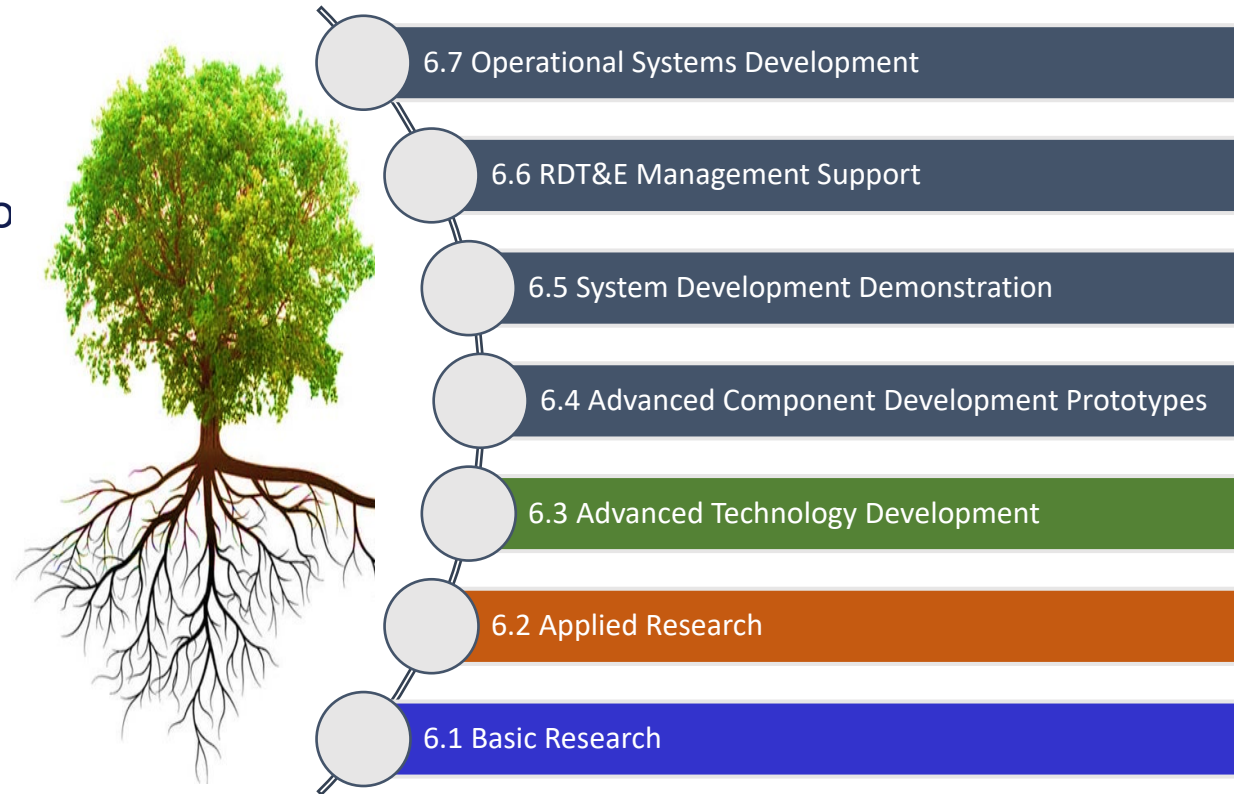 6.7 Operational Systems Development
6.6 RDT&E Management Support
6.5 System Development Demonstration
6.4 Advanced Component Development Prototypes
6.3 Advanced Technology Development
6.2 Applied Research
6.1 Basic Research